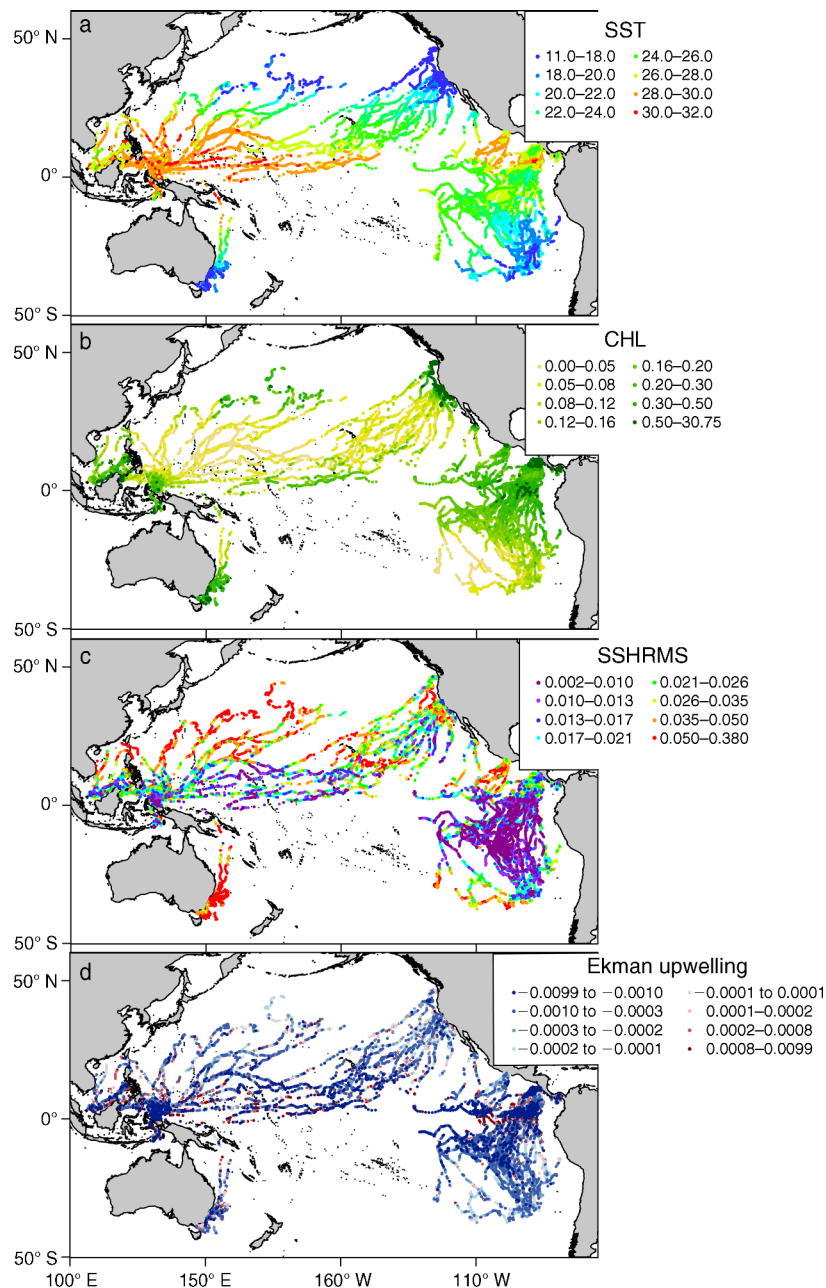 50° N
a
SST
11.0–18.0 24.0–26.0
18.0–20.0 26.0–28.0
20.0–22.0 28.0–30.0
22.0–24.0 30.0–32.0
0°
50° S
b
CHL
50° N
0.00–0.05 0.16–0.20
0.05–0.08 0.20–0.30
0.08–0.12 0.30–0.50
0.12–0.16 0.50–30.75
0°
50° S
c
SSHRMS
50° N
0.002–0.010 0.021–0.026
0.010–0.013 0.026–0.035
0.013–0.017 0.035–0.050
0.017–0.021 0.050–0.380
0°
50° S
d
Ekman upwelling
50° N
−0.0099 to −0.0010 −0.0001 to 0.0001
−0.0010 to −0.0003 0.0001–0.0002
−0.0003 to −0.0002 0.0002–0.0008
−0.0002 to −0.0001 0.0008–0.0099
0°
50° S
100° E 150° E 160° W 110° W